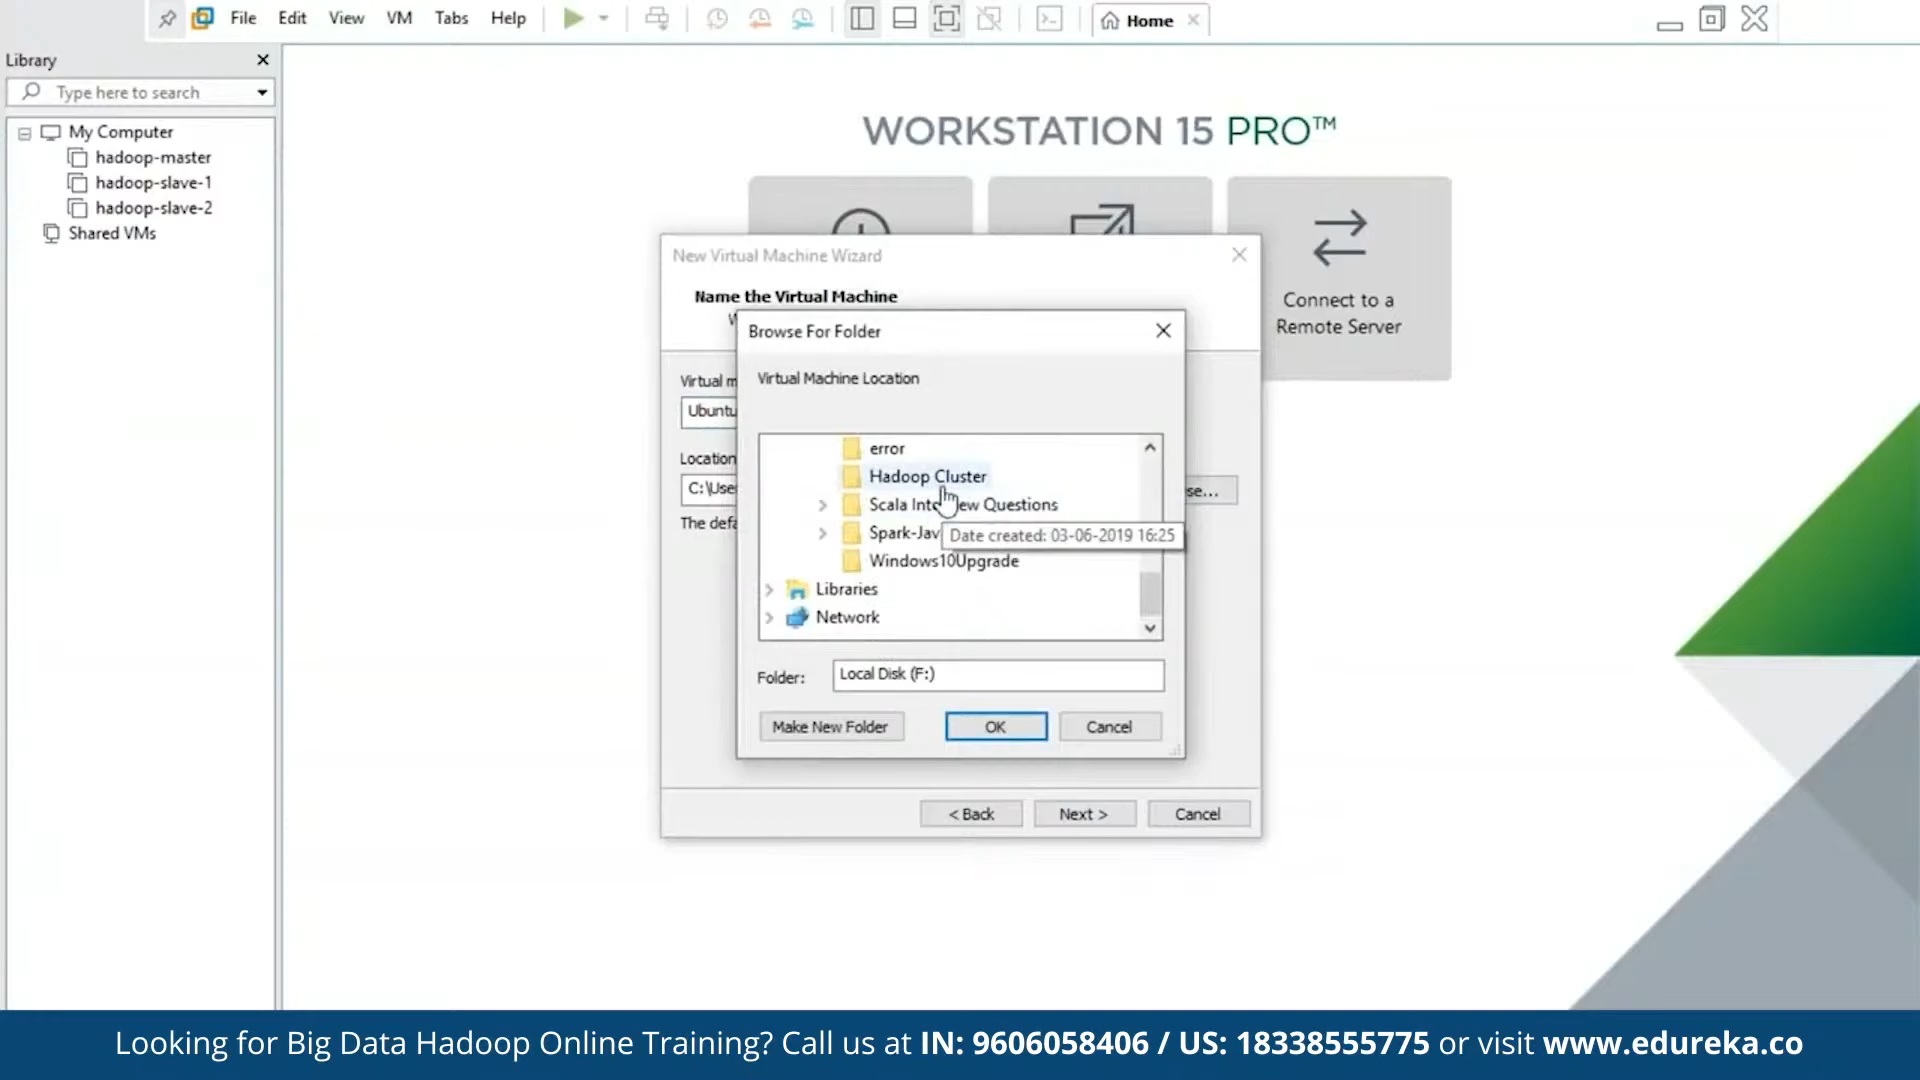 File Edit View VM Tabs Help
Home
Library
Type here to search
My Computer
hadoop-master
hadoop-slave-1
hadoop-slave-2
Shared VMs
WORKSTATION 15 PRO™
Connect to a
Remote Server
New Virtual Machine Wizard
Name the Virtual Machine
W
Virtual m
Ubuntu
Location
C:\Use
se...
The defa
Browse For Folder
Virtual Machine Location
error
Hadoop Cluster
Scala Inte ew Questions
Spark-Jav
Date created: 03-06-2019 16:25
Windows10Upgrade
Libraries
Network
Folder: Local Disk (F:)
Make New Folder OK Cancel
< Back Next > Cancel
Looking for Big Data Hadoop Online Training? Call us at IN: 9606058406 / US: 18338555775 or visit www.edureka.co